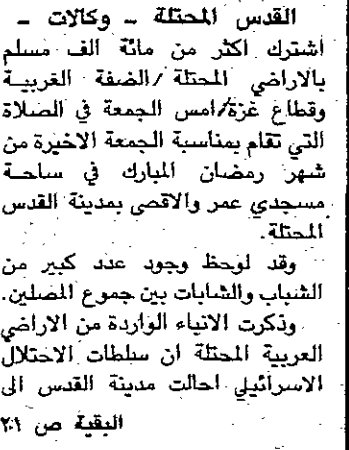 القدس المحتلة - وكالات -
اشترك اكثر من مائة الف مسلم
بالاراضي المحتلة /الضفة الغربية
وقطاع غزة/امس الجمعة في الصلاة
التي تقام بمناسبة الجمعة الاخيرة من
شهر رمضان المبارك في ساحة
مسجدي عمر والاقصى بمدينة القدس
المحتلة.
وقد لوحظ وجود عدد كبير من
الشباب والشابات بين جموع المصلين.
وذكرت الانباء الواردة من الاراضي
العربية المحتلة ان سلطات الاحتلال
الاسرائيلي احالت مدينة القدس الى
البقية ص